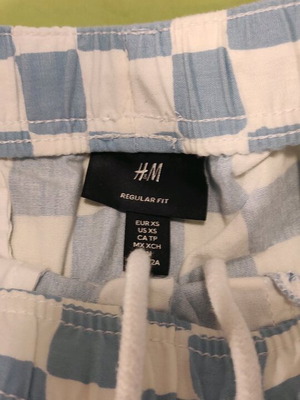 H&M
REGULAR FIT
EUR XS
US XS
CA TP
MX XCH